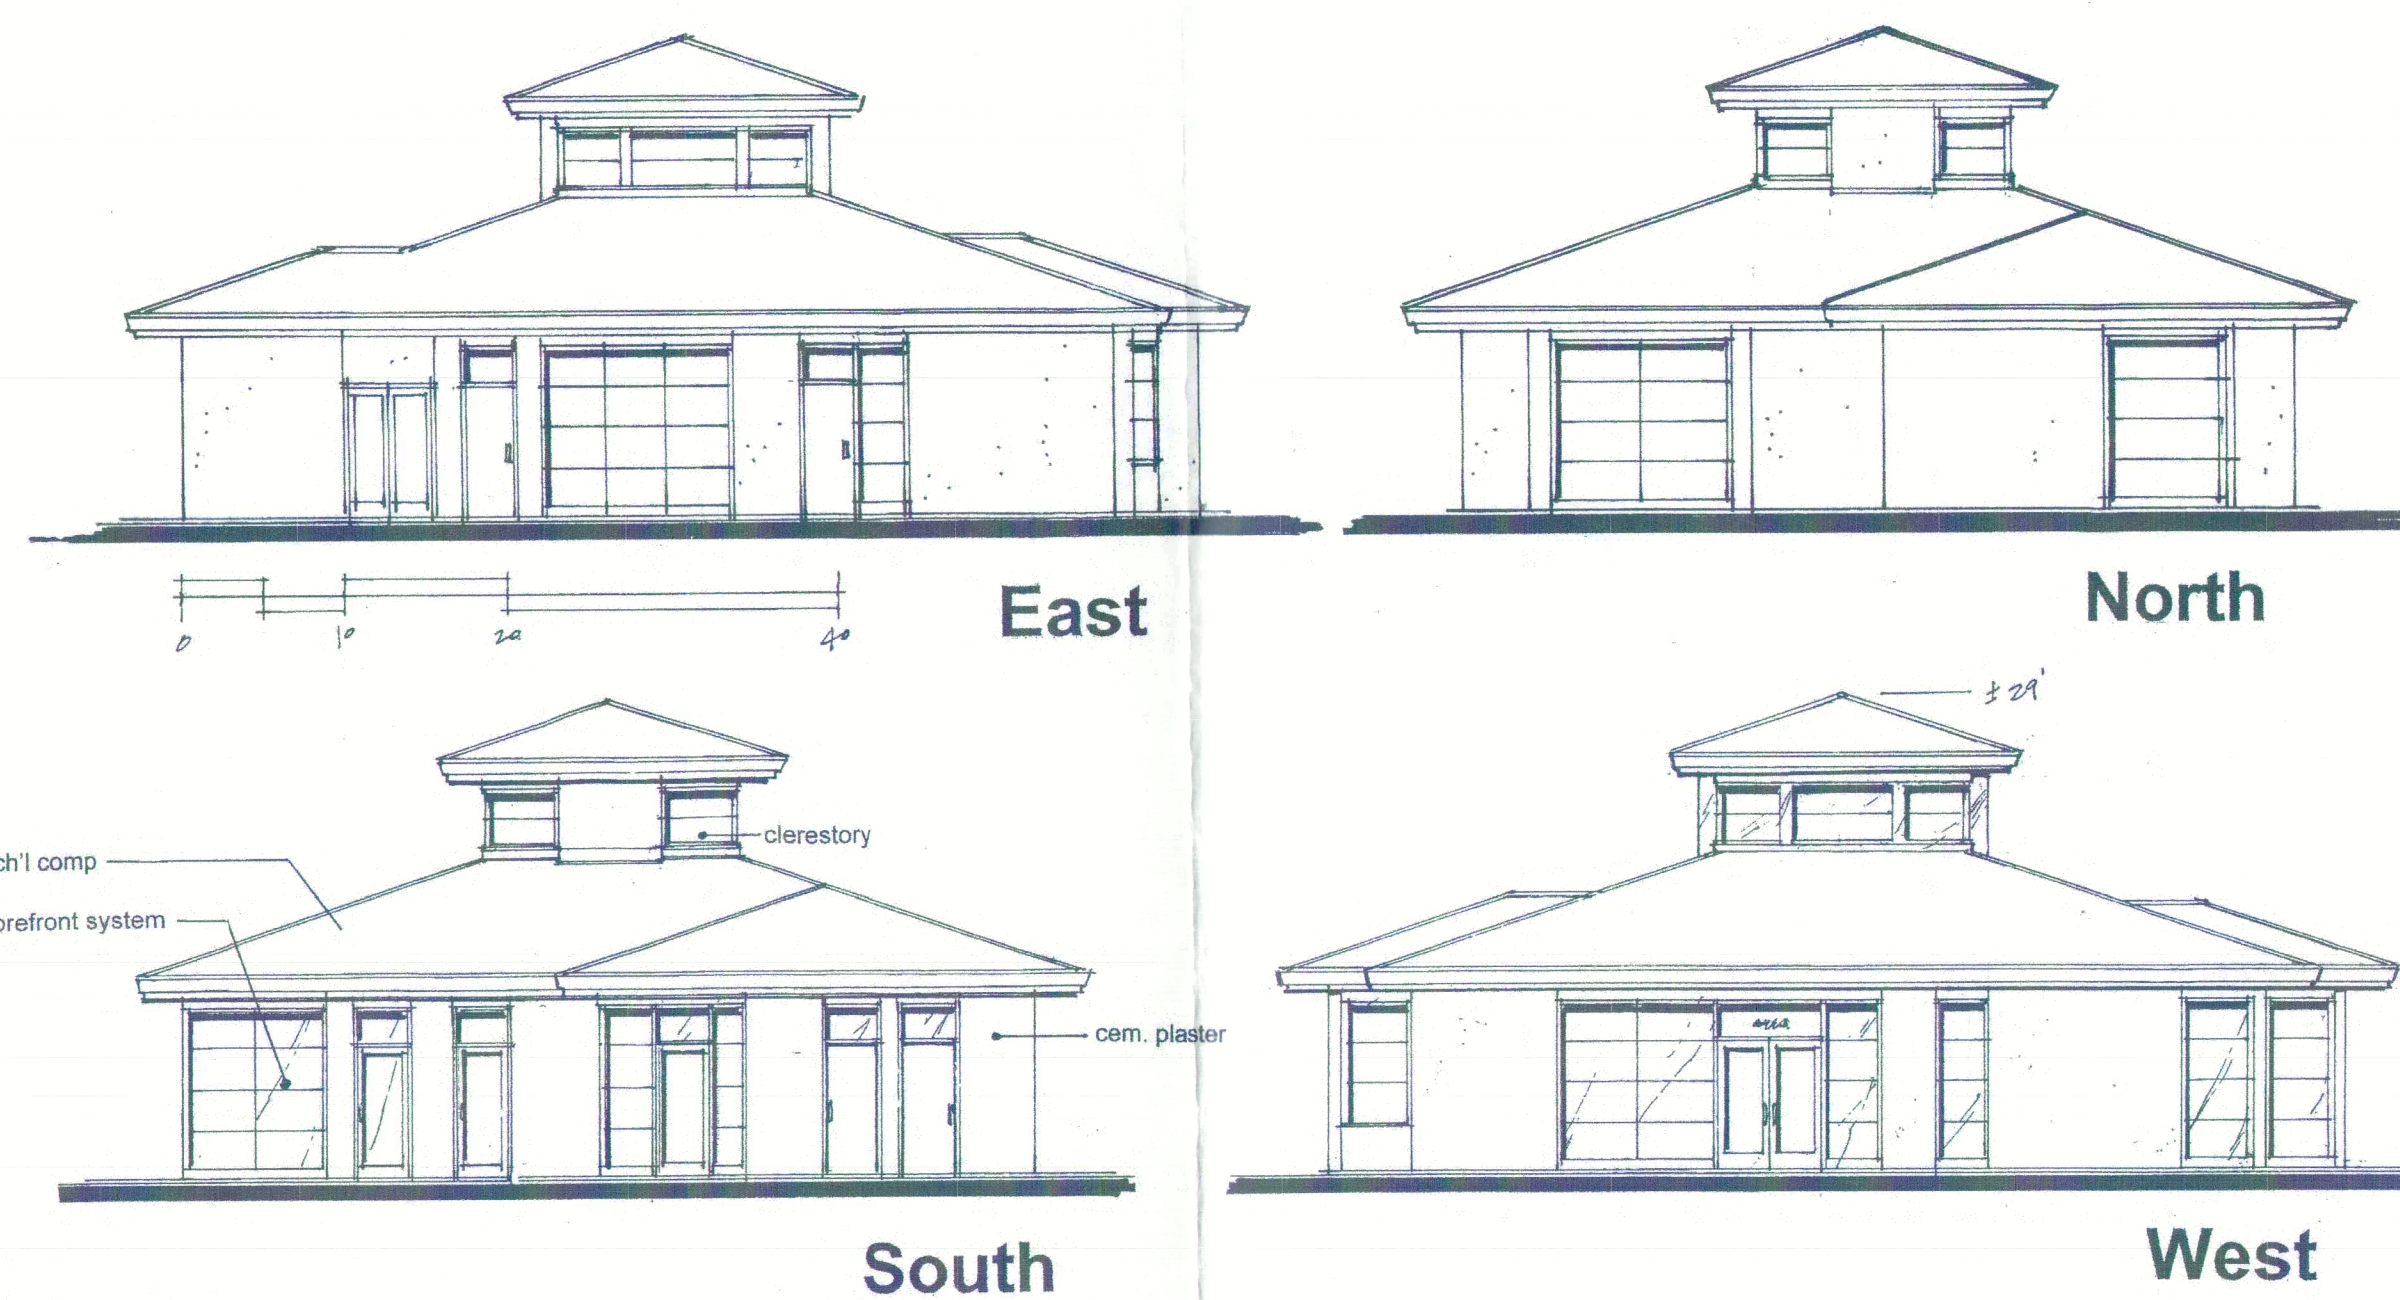 East
0 10 20 40
North
± 29'
clerestory
ch'l comp
orefront system
cem. plaster
South
West